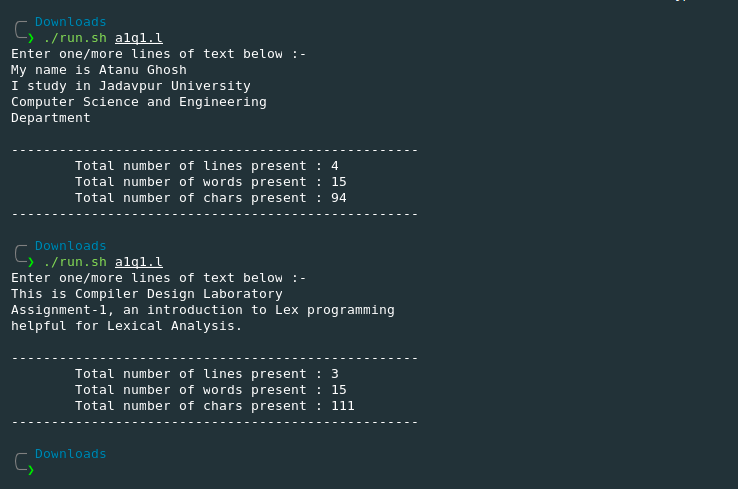 Downloads
❯ ./run.sh a1q1.l
Enter one/more lines of text below :-
My name is Atanu Ghosh
I study in Jadavpur University
Computer Science and Engineering
Department
---------------------------------------------------
Total number of lines present : 4
Total number of words present : 15
Total number of chars present : 94
---------------------------------------------------
Downloads
❯ ./run.sh a1q1.l
Enter one/more lines of text below :-
This is Compiler Design Laboratory
Assignment-1, an introduction to Lex programming
helpful for Lexical Analysis.
---------------------------------------------------
Total number of lines present : 3
Total number of words present : 15
Total number of chars present : 111
---------------------------------------------------
Downloads
❯